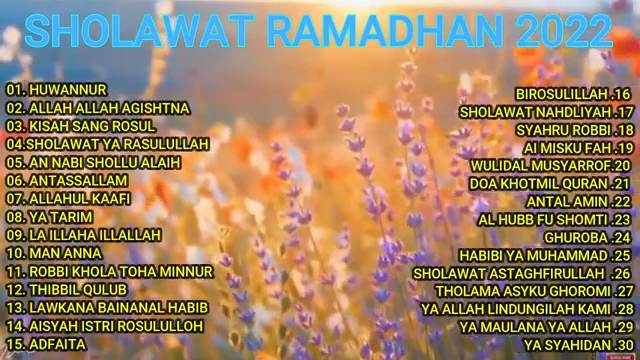 SHOLAWAT RAMADHAN 2022
01. HUWANNUR
02. ALLAH ALLAH AGISHTNA
03. KISAH SANG ROSUL
04.SHOLAWAT YA RASULULLAH
05. AN NABI SHOLLU ALAIH
06. ANTASSALLAM
07. ALLAHUL KAAFI
08. YA TARIM
09. LA ILLAHA ILLALLAH
10. MAN ANNA
11. ROBBI KHOLA TOHA MINNUR
12. THIBBIL QULUB
13. LAWKANA BAINANAL HABIB
14. AISYAH ISTRI ROSULULLOH
15. ADFAITA
BIROSULILLAH .16
SHOLAWAT NAHDLIYAH .17
SYAHRU ROBBI .18
AI MISKU FAH .19
WULIDAL MUSYARROF.20
DOA KHOTMIL QURAN .21
ANTAL AMIN .22
AL HUBB FU SHOMTI .23
GHUROBA .24
HABIBI YA MUHAMMAD .25
SHOLAWAT ASTAGHFIRULLAH .26
THOLAMA ASYKU GHOROMI .27
YA ALLAH LINDUNGILAH KAMI .28
YA MAULANA YA ALLAH .29
YA SYAHIDAN .30